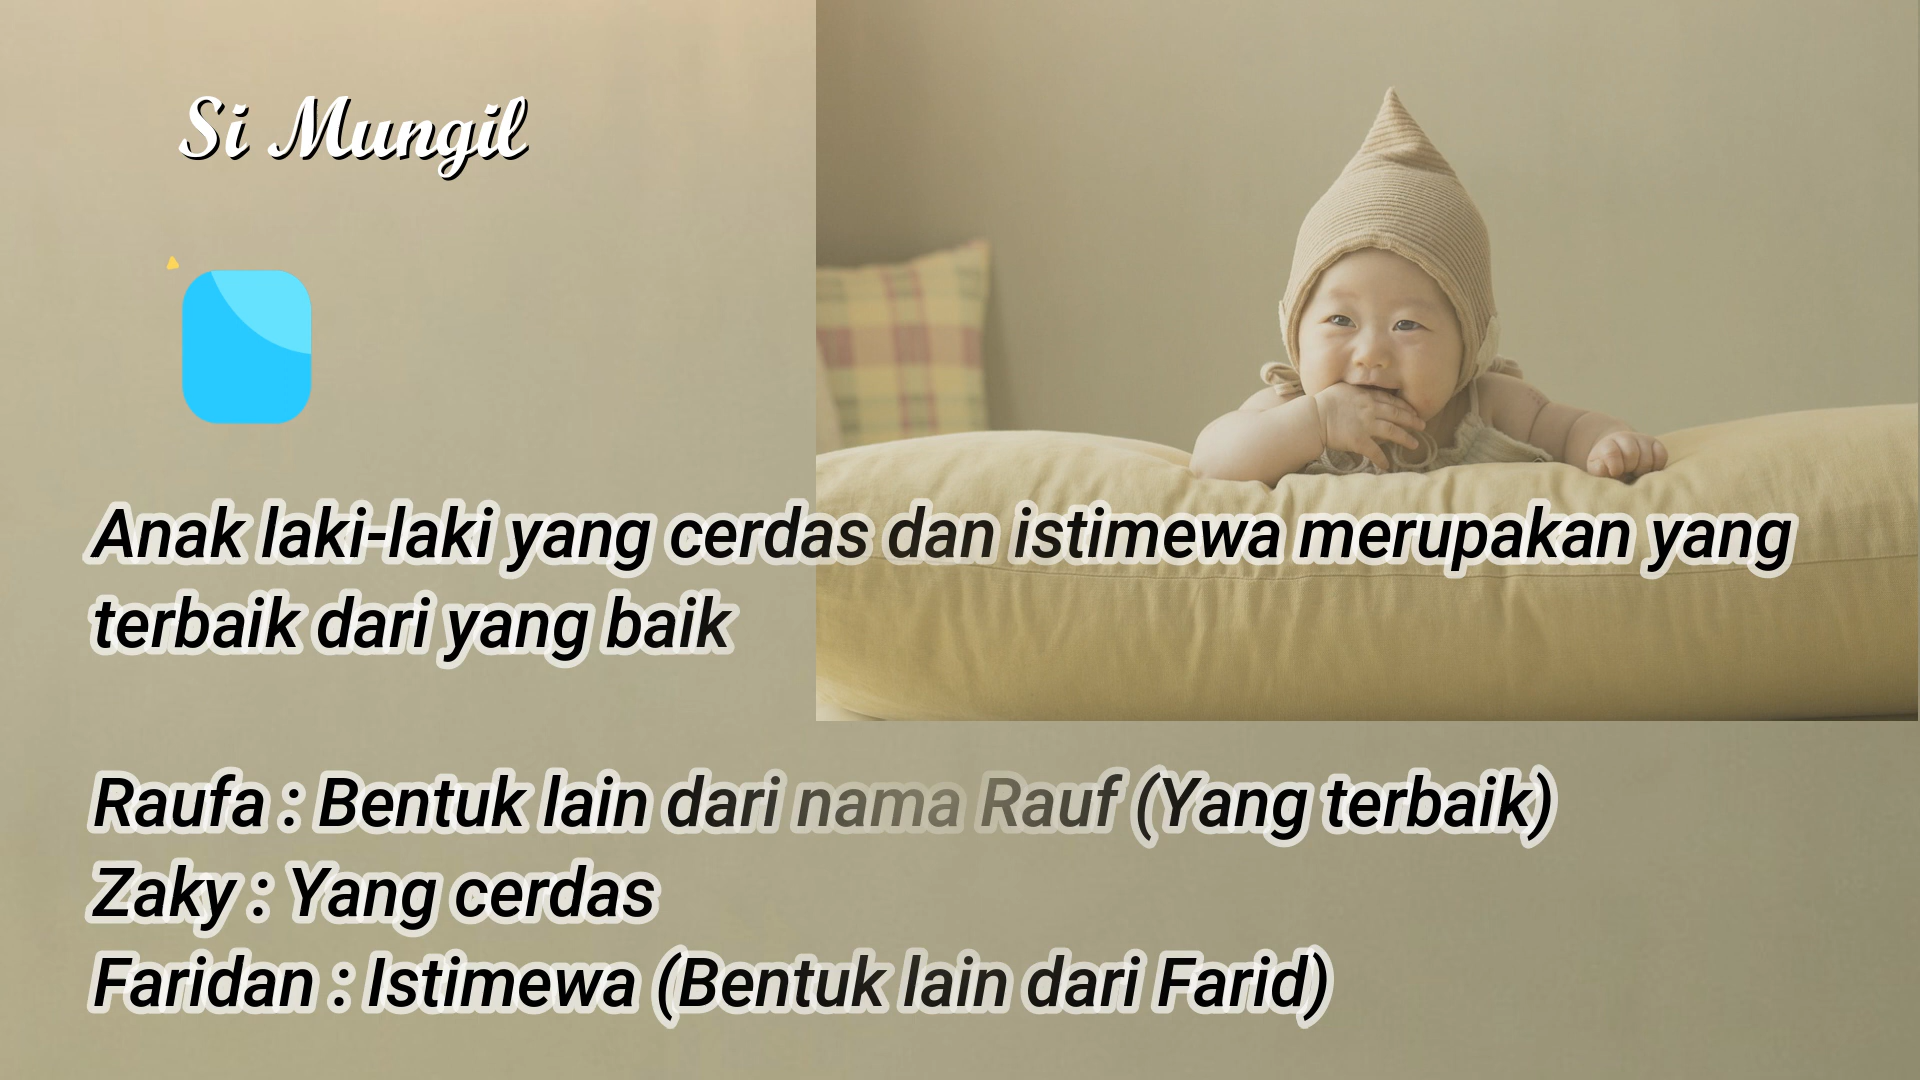 Si Mungil
Anak laki-laki yang cerdas dan istimewa merupakan yang
terbaik dari yang baik
Raufa : Bentuk lain dari nama Rauf (Yang terbaik)
Zaky : Yang cerdas
Faridan : Istimewa (Bentuk lain dari Farid)